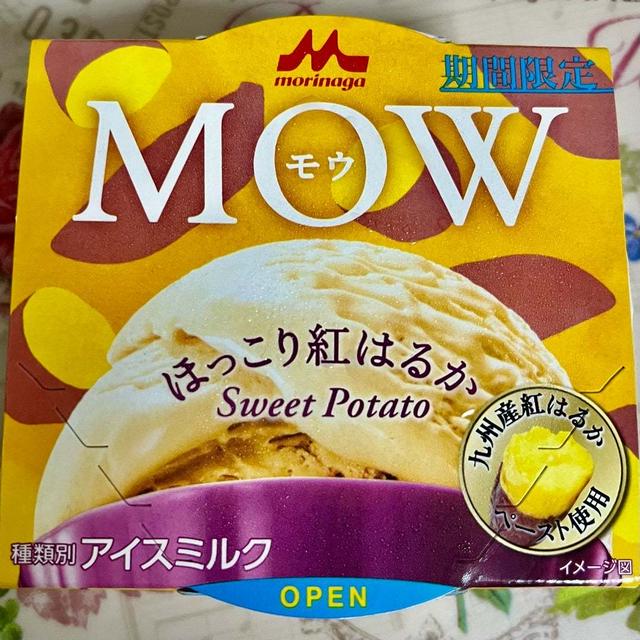 morinaga
期間限定
MOW
モウ
ほっこり紅はるか
Sweet Potato
九州産紅はるか
ペースト使用
種類別 アイスミルク
イメージ図
OPEN